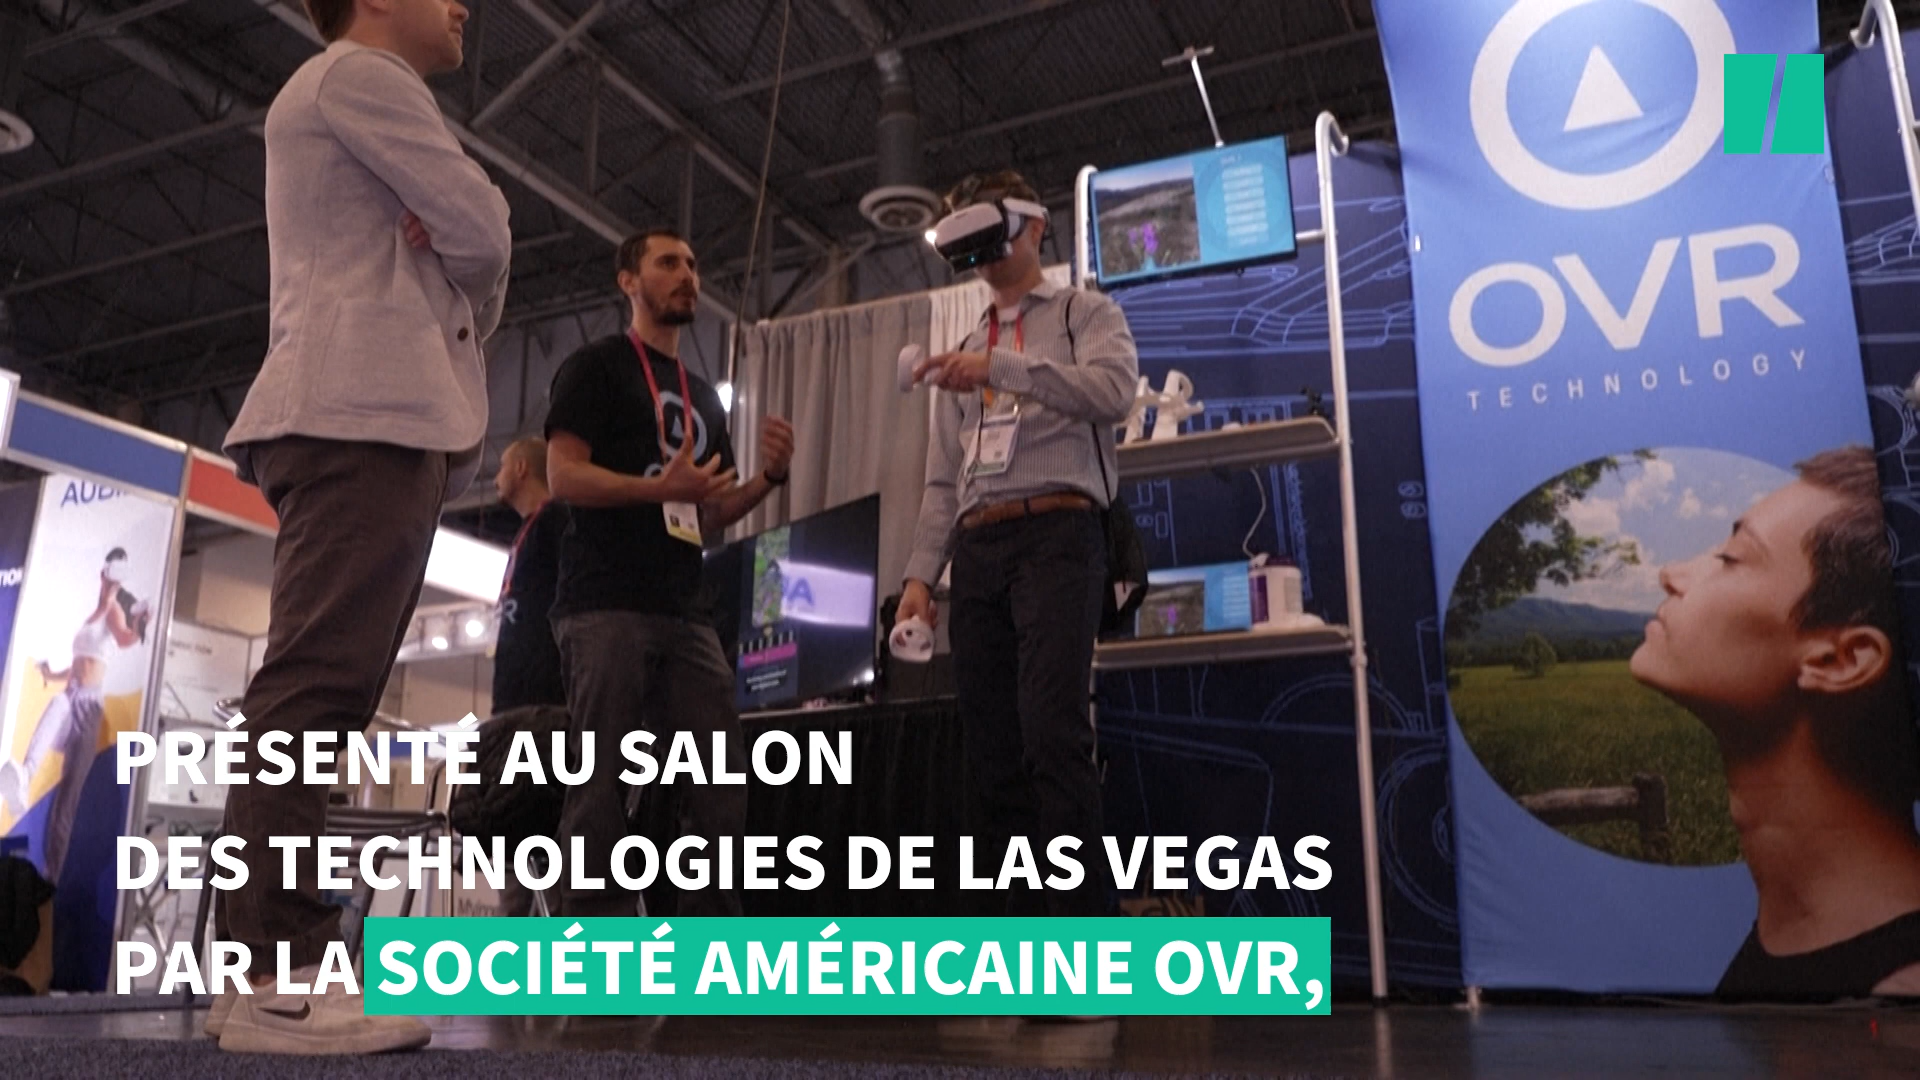 OVR
TECHNOLOGY
PRÉSENTÉ AU SALON
DES TECHNOLOGIES DE LAS VEGAS
PAR LA SOCIÉTÉ AMÉRICAINE OVR,